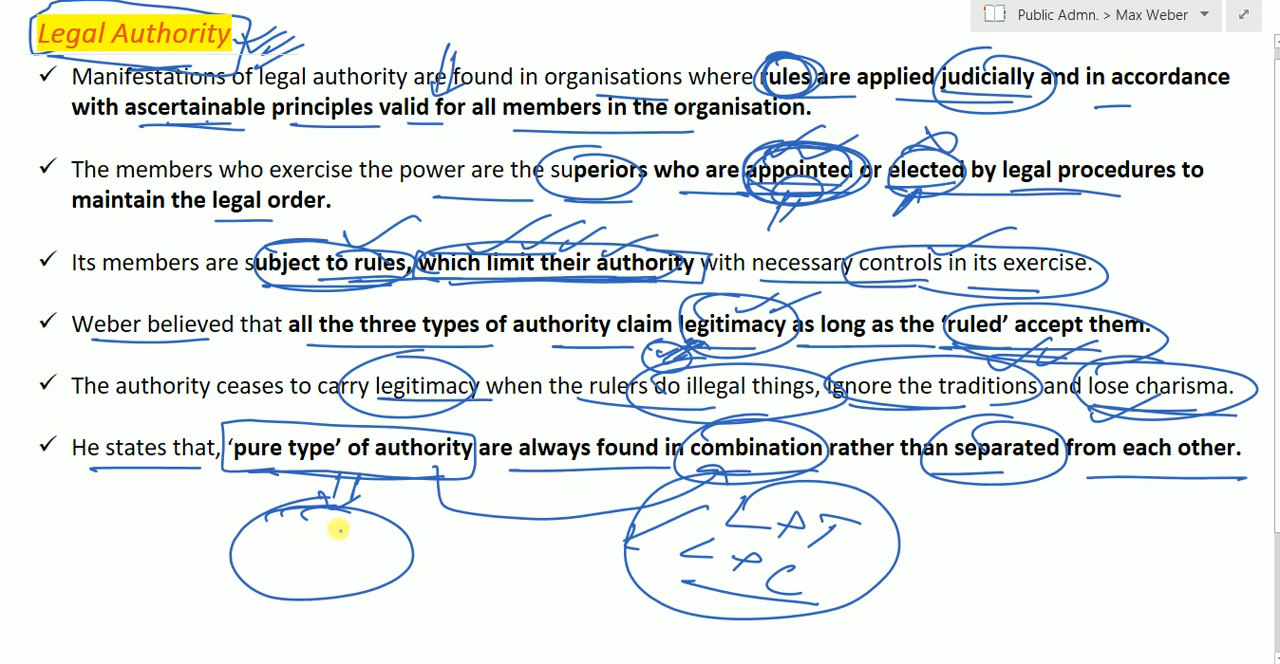 Public Admn. > Max Weber
Legal Authority
✓ Manifestations of legal authority are found in organisations where rules are applied judicially and in accordance
with ascertainable principles valid for all members in the organisation.
✓ The members who exercise the power are the superiors who are appointed or elected by legal procedures to
maintain the legal order.
✓ Its members are subject to rules, which limit their authority with necessary controls in its exercise.
✓ Weber believed that all the three types of authority claim legitimacy as long as the 'ruled' accept them.
✓ The authority ceases to carry legitimacy when the rulers do illegal things, ignore the traditions and lose charisma.
✓ He states that, 'pure type' of authority are always found in combination rather than separated from each other.